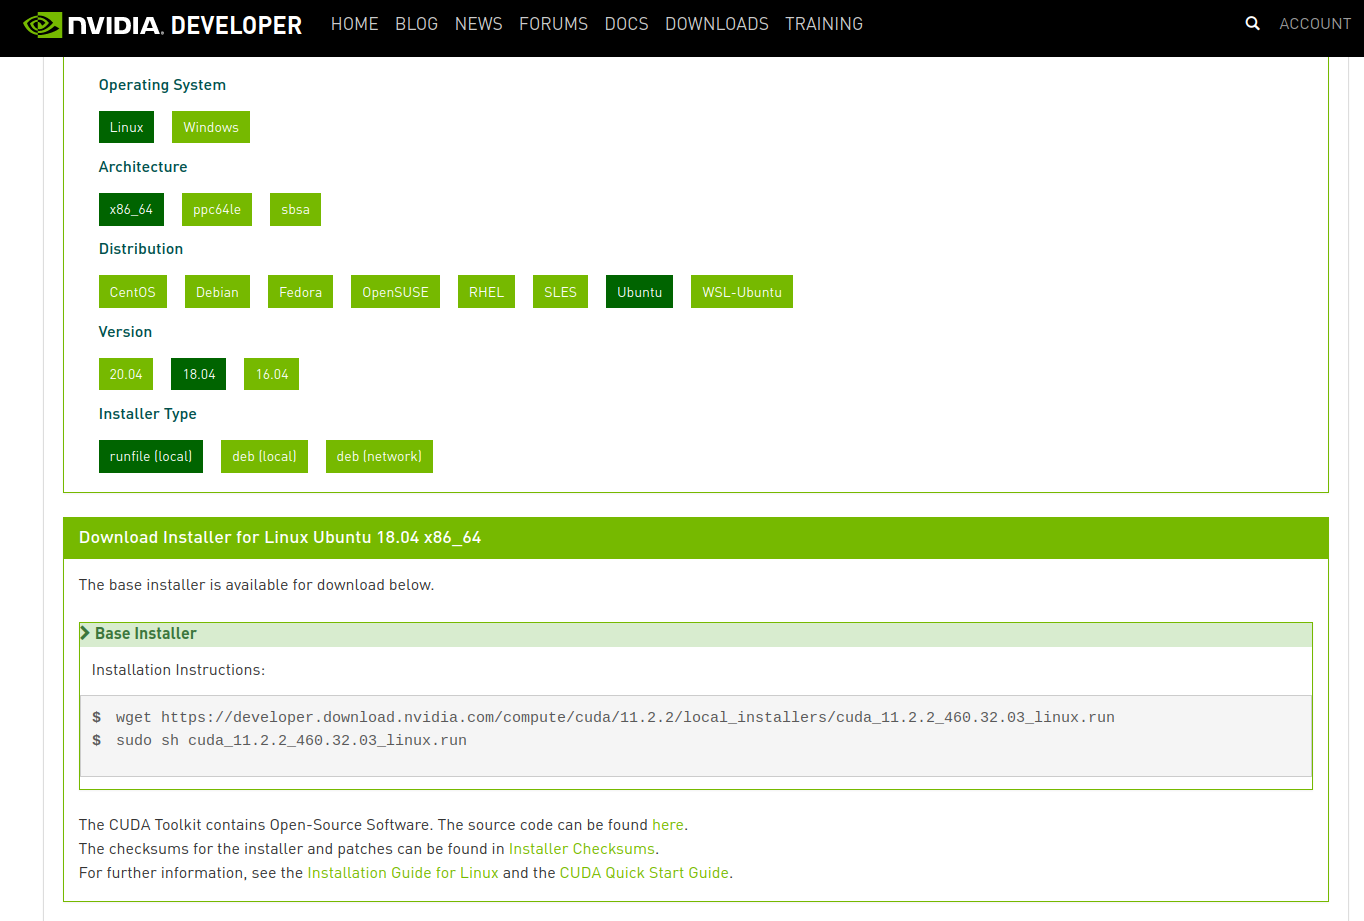 NVIDIA. DEVELOPER HOME BLOG NEWS FORUMS DOCS DOWNLOADS TRAINING ACCOUNT
Operating System
Linux Windows
Architecture
x86_64 ppc64le sbsa
Distribution
CentOS Debian Fedora OpenSUSE RHEL SLES Ubuntu WSL-Ubuntu
Version
20.04 18.04 16.04
Installer Type
runfile (local) deb (local) deb (network)
Download Installer for Linux Ubuntu 18.04 x86_64
The base installer is available for download below.
Base Installer
Installation Instructions:
$ wget https://developer.download.nvidia.com/compute/cuda/11.2.2/local_installers/cuda_11.2.2_460.32.03_linux.run
$ sudo sh cuda_11.2.2_460.32.03_linux.run
The CUDA Toolkit contains Open-Source Software. The source code can be found here.
The checksums for the installer and patches can be found in Installer Checksums.
For further information, see the Installation Guide for Linux and the CUDA Quick Start Guide.